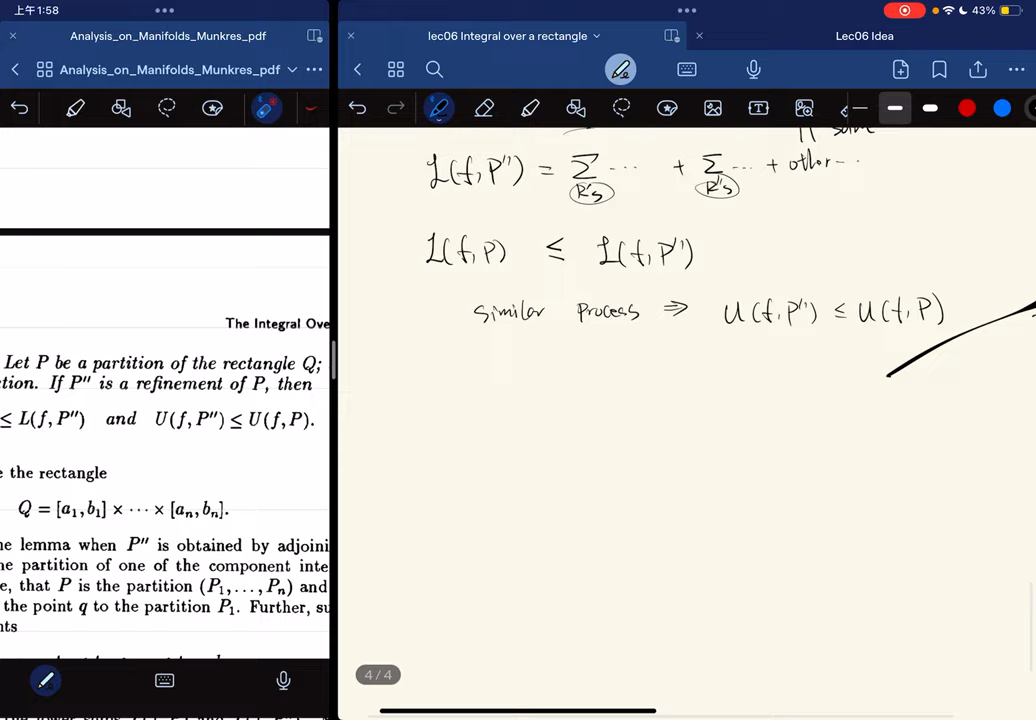 上午1:58
43%
Analysis_on_Manifolds_Munkres_pdf
Analysis_on_Manifolds_Munkres_pdf
The Integral Ove
Let P be a partition of the rectangle Q;
ction. If P″ is a refinement of P, then
≤ L(f, P″) and U(f, P″) ≤ U(f, P).
e the rectangle
Q = [a₁, b₁] × ⋯ × [aₙ, bₙ].
he lemma when P″ is obtained by adjoini
he partition of one of the component inte
e, that P is the partition (P₁, …, Pₙ) and
the point q to the partition P₁. Further, su
nts
lec06 Integral over a rectangle
Lec06 Idea
same
L(f, P″) = Σ ⋯ + Σ ⋯ + other ⋯
R's R's
L(f, P) ≤ L(f, P″)
similar process ⇒ U(f, P″) ≤ U(f, P)
4 / 4